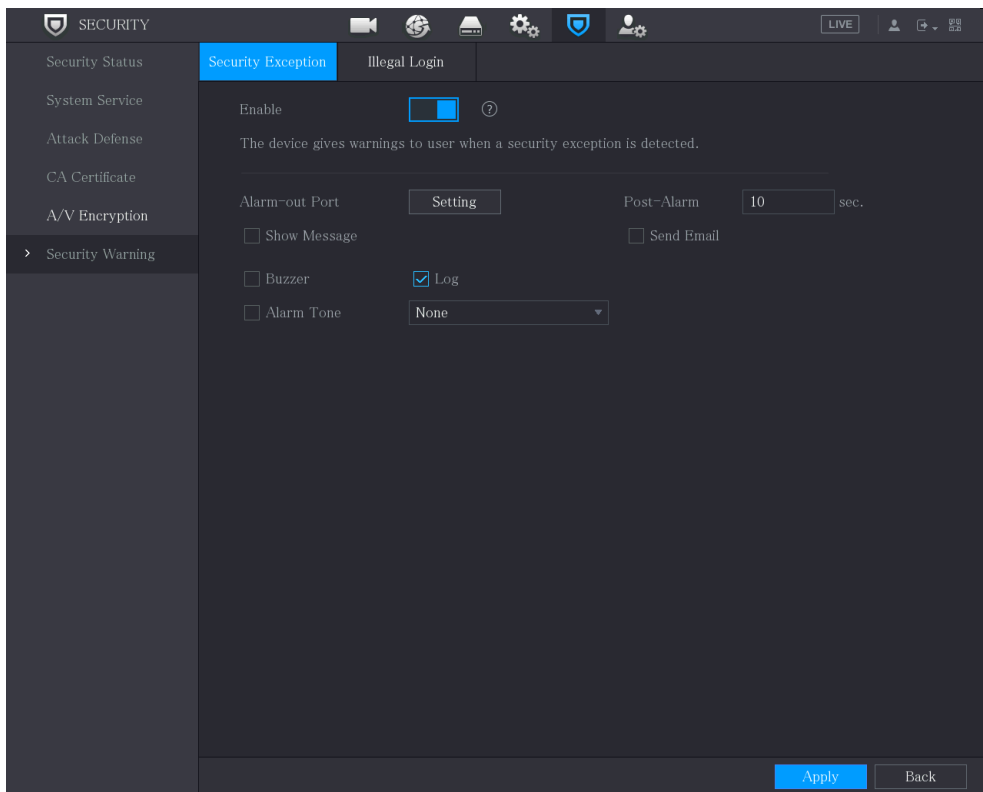 SECURITY
LIVE
Security Status
System Service
Attack Defense
CA Certificate
A/V Encryption
Security Warning
Security Exception
Illegal Login
Enable
?
The device gives warnings to user when a security exception is detected.
Alarm-out Port
Setting
Post-Alarm
10
sec.
Show Message
Send Email
Buzzer
Log
Alarm Tone
None
Apply
Back